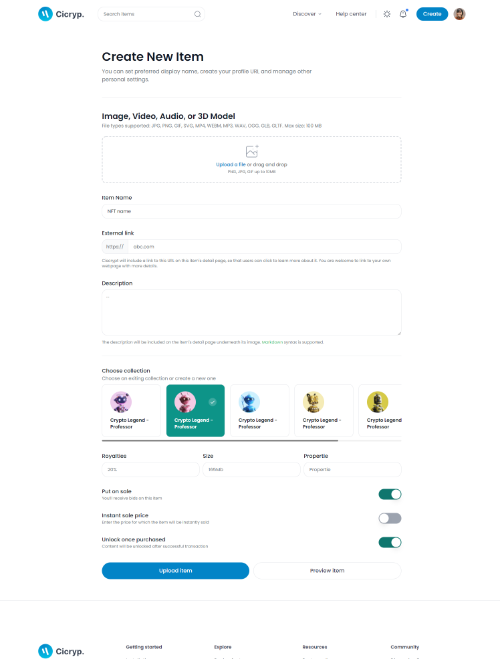 Cicryp.
Search items
Discover
Help center
Create
Create New Item
You can set preferred display name, create your profile URL and manage other
personal settings.
Image, Video, Audio, or 3D Model
File types supported: JPG, PNG, GIF, SVG, MP4, WEBM, MP3, WAV, OGG, GLB, GLTF. Max size: 100 MB
Upload a file or drag and drop
PNG, JPG, GIF up to 10MB
Item Name
NFT name
External link
https:// abc.com
will include a link to this URL on this item's detail page, so that users can click to learn more about it. You are welcome to link to your own
webpage with more details.
Description
...
The description will be included on the item's detail page underneath its image. Markdown syntax is supported.
Choose collection
Choose an exiting collection or create a new one
Crypto Legend -
Professor
Crypto Legend -
Professor
Crypto Legend -
Professor
Crypto Legend -
Professor
Crypto Legend
Professor
Royalties
Size
Propertie
20%
165Mb
Propertie
Put on sale
You'll receive bids on this item
Instant sale price
Enter the price for which the item will be instantly sold
Unlock once purchased
Content will be unlocked after successful transaction
Upload item
Preview item
Cicryp.
Getting started
Explore
Resources
Community